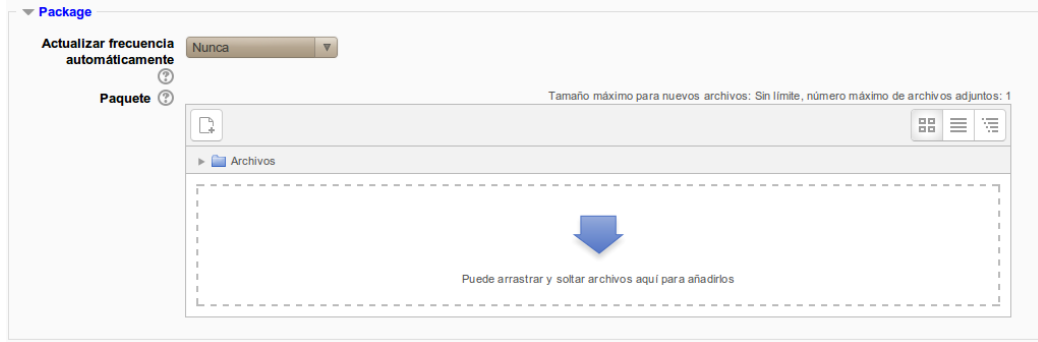 Package
Actualizar frecuencia
automáticamente
Nunca
Paquete
Tamaño máximo para nuevos archivos: Sin límite, número máximo de archivos adjuntos: 1
Archivos
Puede arrastrar y soltar archivos aquí para añadirlos